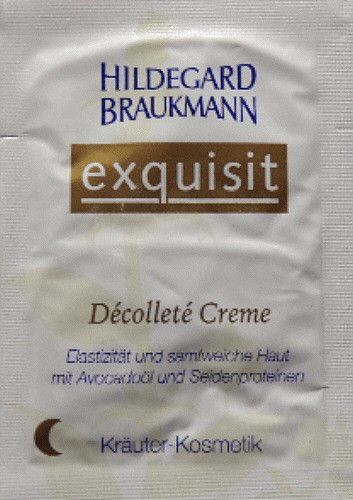 HILDEGARD
BRAUKMANN
exquisit
Décolleté Creme
Elastizität und samtweiche Haut
mit Avocadoöl und Seidenproteinen
Kräuter-Kosmetik